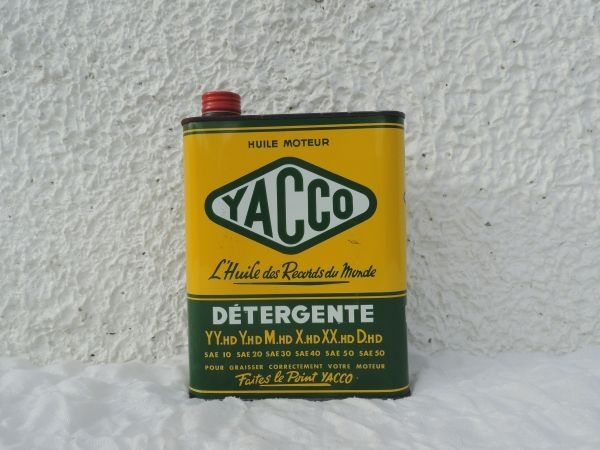 HUILE MOTEUR
YACCO
L'Huile des Records du Monde
DÉTERGENTE
YY.HD Y.HD M.HD X.HD XX.HD D.HD
SAE 10 SAE 20 SAE 30 SAE 40 SAE 50 SAE 50
POUR GRAISSER CORRECTEMENT VOTRE MOTEUR
Faites le Point YACCO